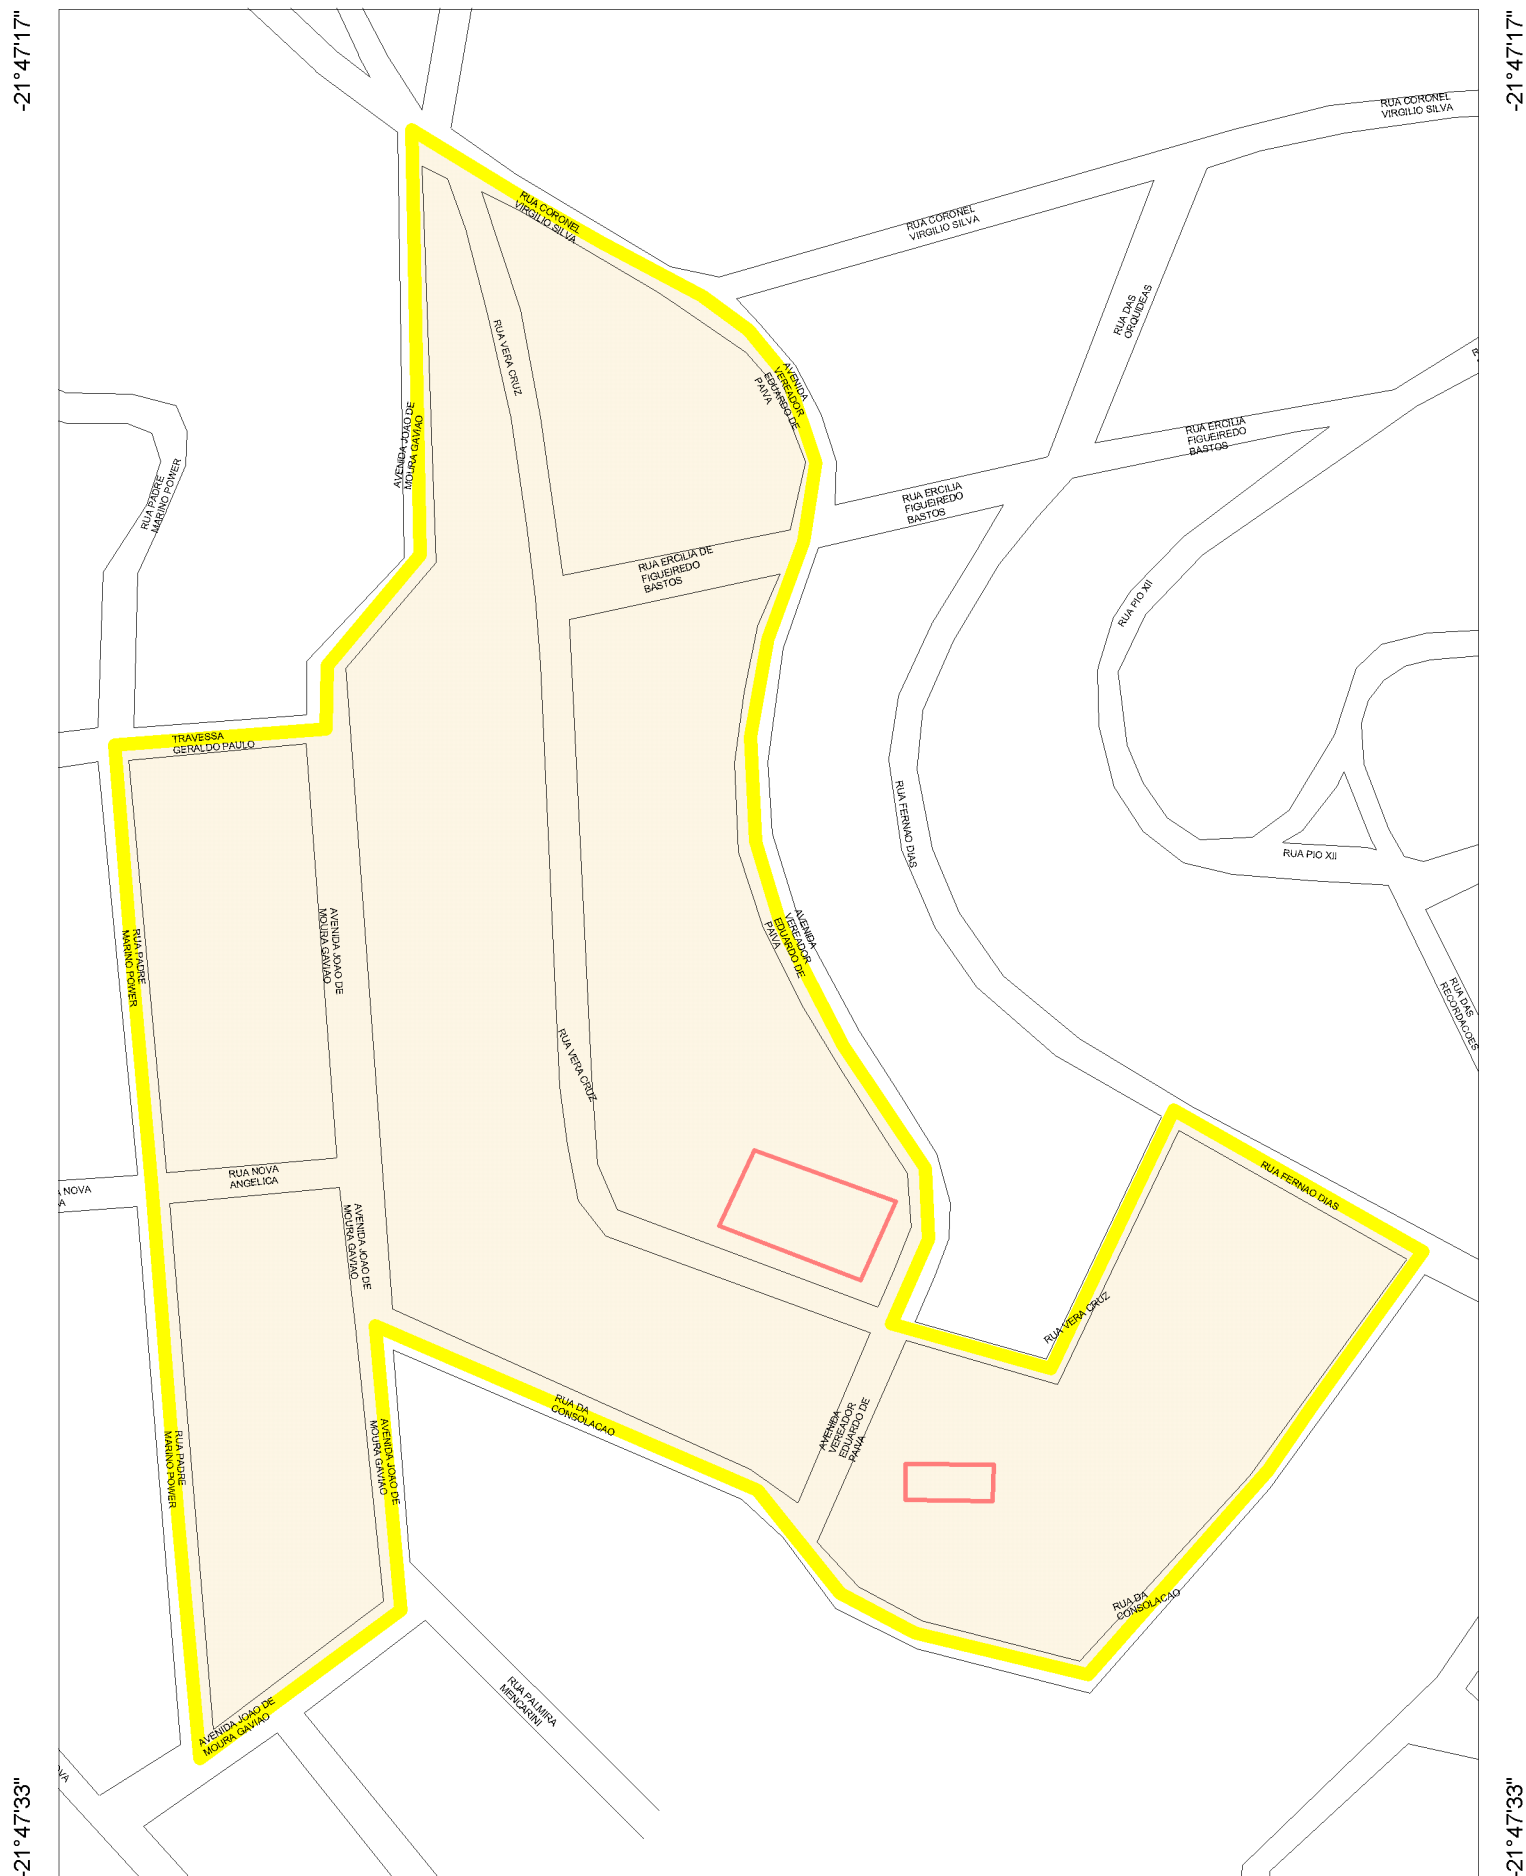 -21°47'17"
-21°47'17"
RUA CORONEL
VIRGILIO SILVA
RUA CORONEL
VIRGILIO SILVA
RUA CORONEL
VIRGILIO SILVA
RUA DAS
ORQUIDEAS
RUA VERA CRUZ
AVENIDA
VEREADOR
EDUARDO DE
PAIVA
AVENIDA JOAO DE
MOURA GAVIAO
RUA ERCILIA
FIGUEIREDO
BASTOS
RUA PADRE
MARINO POWER
RUA ERCILIA
FIGUEIREDO
BASTOS
RUA ERCILIA DE
FIGUEIREDO
BASTOS
RUA PIO XII
TRAVESSA
GERALDO PAULO
RUA FERNAO DIAS
RUA PIO XII
RUA PADRE
MARINO POWER
AVENIDA JOAO DE
MOURA GAVIAO
AVENIDA
VEREADOR
EDUARDO DE
PAIVA
RUA DAS
RECORDACOES
RUA VERA CRUZ
RUA NOVA
ANGELICA
NOVA
A
RUA FERNAO DIAS
AVENIDA JOAO DE
MOURA GAVIAO
RUA VERA CRUZ
RUA DA
CONSOLACAO
AVENIDA
VEREADOR
EDUARDO DE
PAIVA
RUA PADRE
MARINO POWER
AVENIDA JOAO DE
MOURA GAVIAO
RUA DA
CONSOLACAO
RUA PALMIRA
MENCARINI
AVENIDA JOAO DE
MOURA GAVIAO
-21°47'33"
-21°47'33"